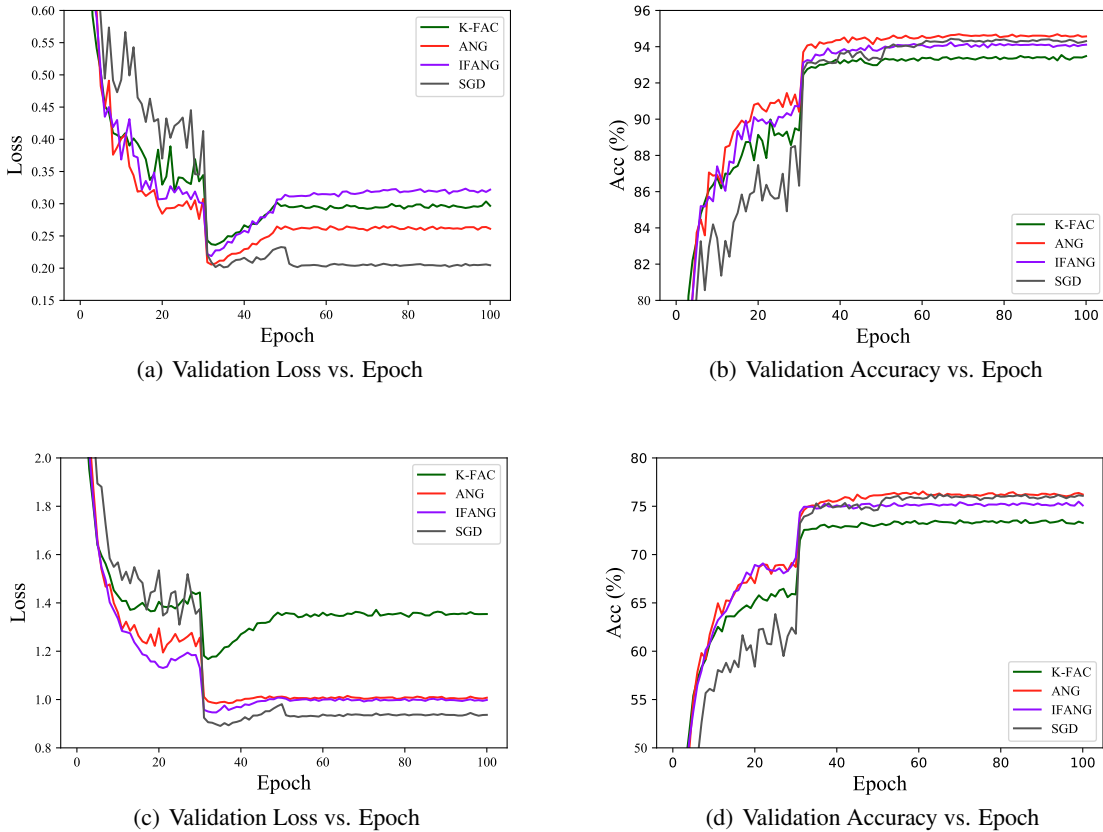 0.60
0.55
0.50
0.45
0.40
0.35
0.30
0.25
0.20
0.15
Loss
0 20 40 60 80 100
Epoch
K-FAC
ANG
IFANG
SGD
(a) Validation Loss vs. Epoch
96
94
92
90
88
86
84
82
80
Acc (%)
0 20 40 60 80 100
Epoch
K-FAC
ANG
IFANG
SGD
(b) Validation Accuracy vs. Epoch
2.0
1.8
1.6
1.4
1.2
1.0
0.8
Loss
0 20 40 60 80 100
Epoch
K-FAC
ANG
IFANG
SGD
(c) Validation Loss vs. Epoch
80
75
70
65
60
55
50
Acc (%)
0 20 40 60 80 100
Epoch
K-FAC
ANG
IFANG
SGD
(d) Validation Accuracy vs. Epoch